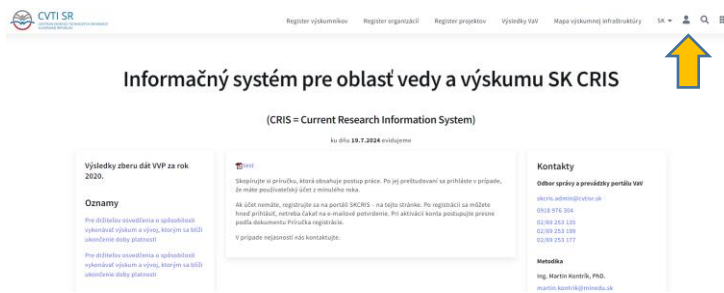 CVTI SR
Register výskumníkov Register organizácií Register projektov Výsledky VaV Mapa výskumnej infraštruktúry SK
Informačný systém pre oblasť vedy a výskumu SK CRIS
(CRIS = Current Research Information System)
ku dňu 19.7.2024 evidujeme
Výsledky zberu dát VVP za rok
2020.
Oznamy
Pre držiteľov osvedčenia o spôsobilosti
vykonávať výskum a vývoj, ktorým sa blíži
ukončenie doby platnosti
Pre držiteľov osvedčenia o spôsobilosti
vykonávať výskum a vývoj, ktorým sa blíži
ukončenie doby platnosti
test
Skopírujte si príručku, ktorá obsahuje postup práce. Po jej preštudovaní sa prihláste v prípade,
že máte používateľský účet z minulého roka.
Ak účet nemáte, registrujte sa na portáli SKCRIS – na tejto stránke. Po registrácii sa môžete
hneď prihlásiť, netreba čakať na e-mailové potvrdenie. Pri aktivácii konta postupujte presne
podľa dokumentu Príručka registrácie.
V prípade nejasností nás kontaktujte.
Kontakty
Odbor správy a prevádzky portálu VaV
skcris.admin@cvtisr.sk
0918 976 304
02/69 253 135
02/69 253 199
02/69 253 177
Metodika
Ing. Martin Kontrík, PhD.
martin.kontrik@minedu.sk